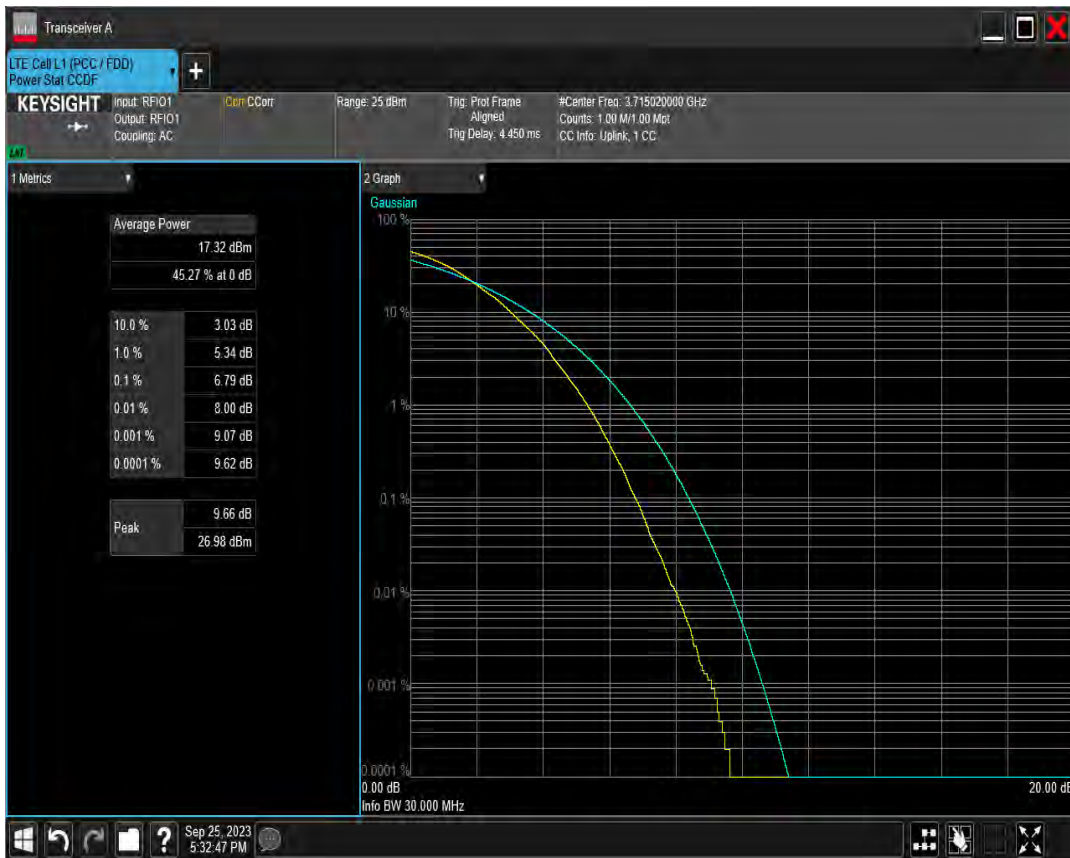 Transceiver A
LTE Cell L1 (PCC / FDD)
Power Stat CCDF
+
KEYSIGHT
Input: RFIO1
Output: RFIO1
Coupling: AC
LXI
Corr CCorr
Range: 25 dBm
Trig: Prot Frame
Aligned
Trig Delay: 4.450 ms
#Center Freq: 3.715020000 GHz
Counts: 1.00 M/1.00 Mpt
CC Info: Uplink, 1 CC
1 Metrics
Average Power
17.32 dBm
45.27 % at 0 dB
10.0 % 3.03 dB
1.0 % 5.34 dB
0.1 % 6.79 dB
0.01 % 8.00 dB
0.001 % 9.07 dB
0.0001 % 9.62 dB
Peak
9.66 dB
26.98 dBm
2 Graph
Gaussian
100 %
10 %
1 %
0.1 %
0.01 %
0.001 %
0.0001 %
0.00 dB 20.00 dB
Info BW 30.000 MHz
?
Sep 25, 2023
5:32:47 PM